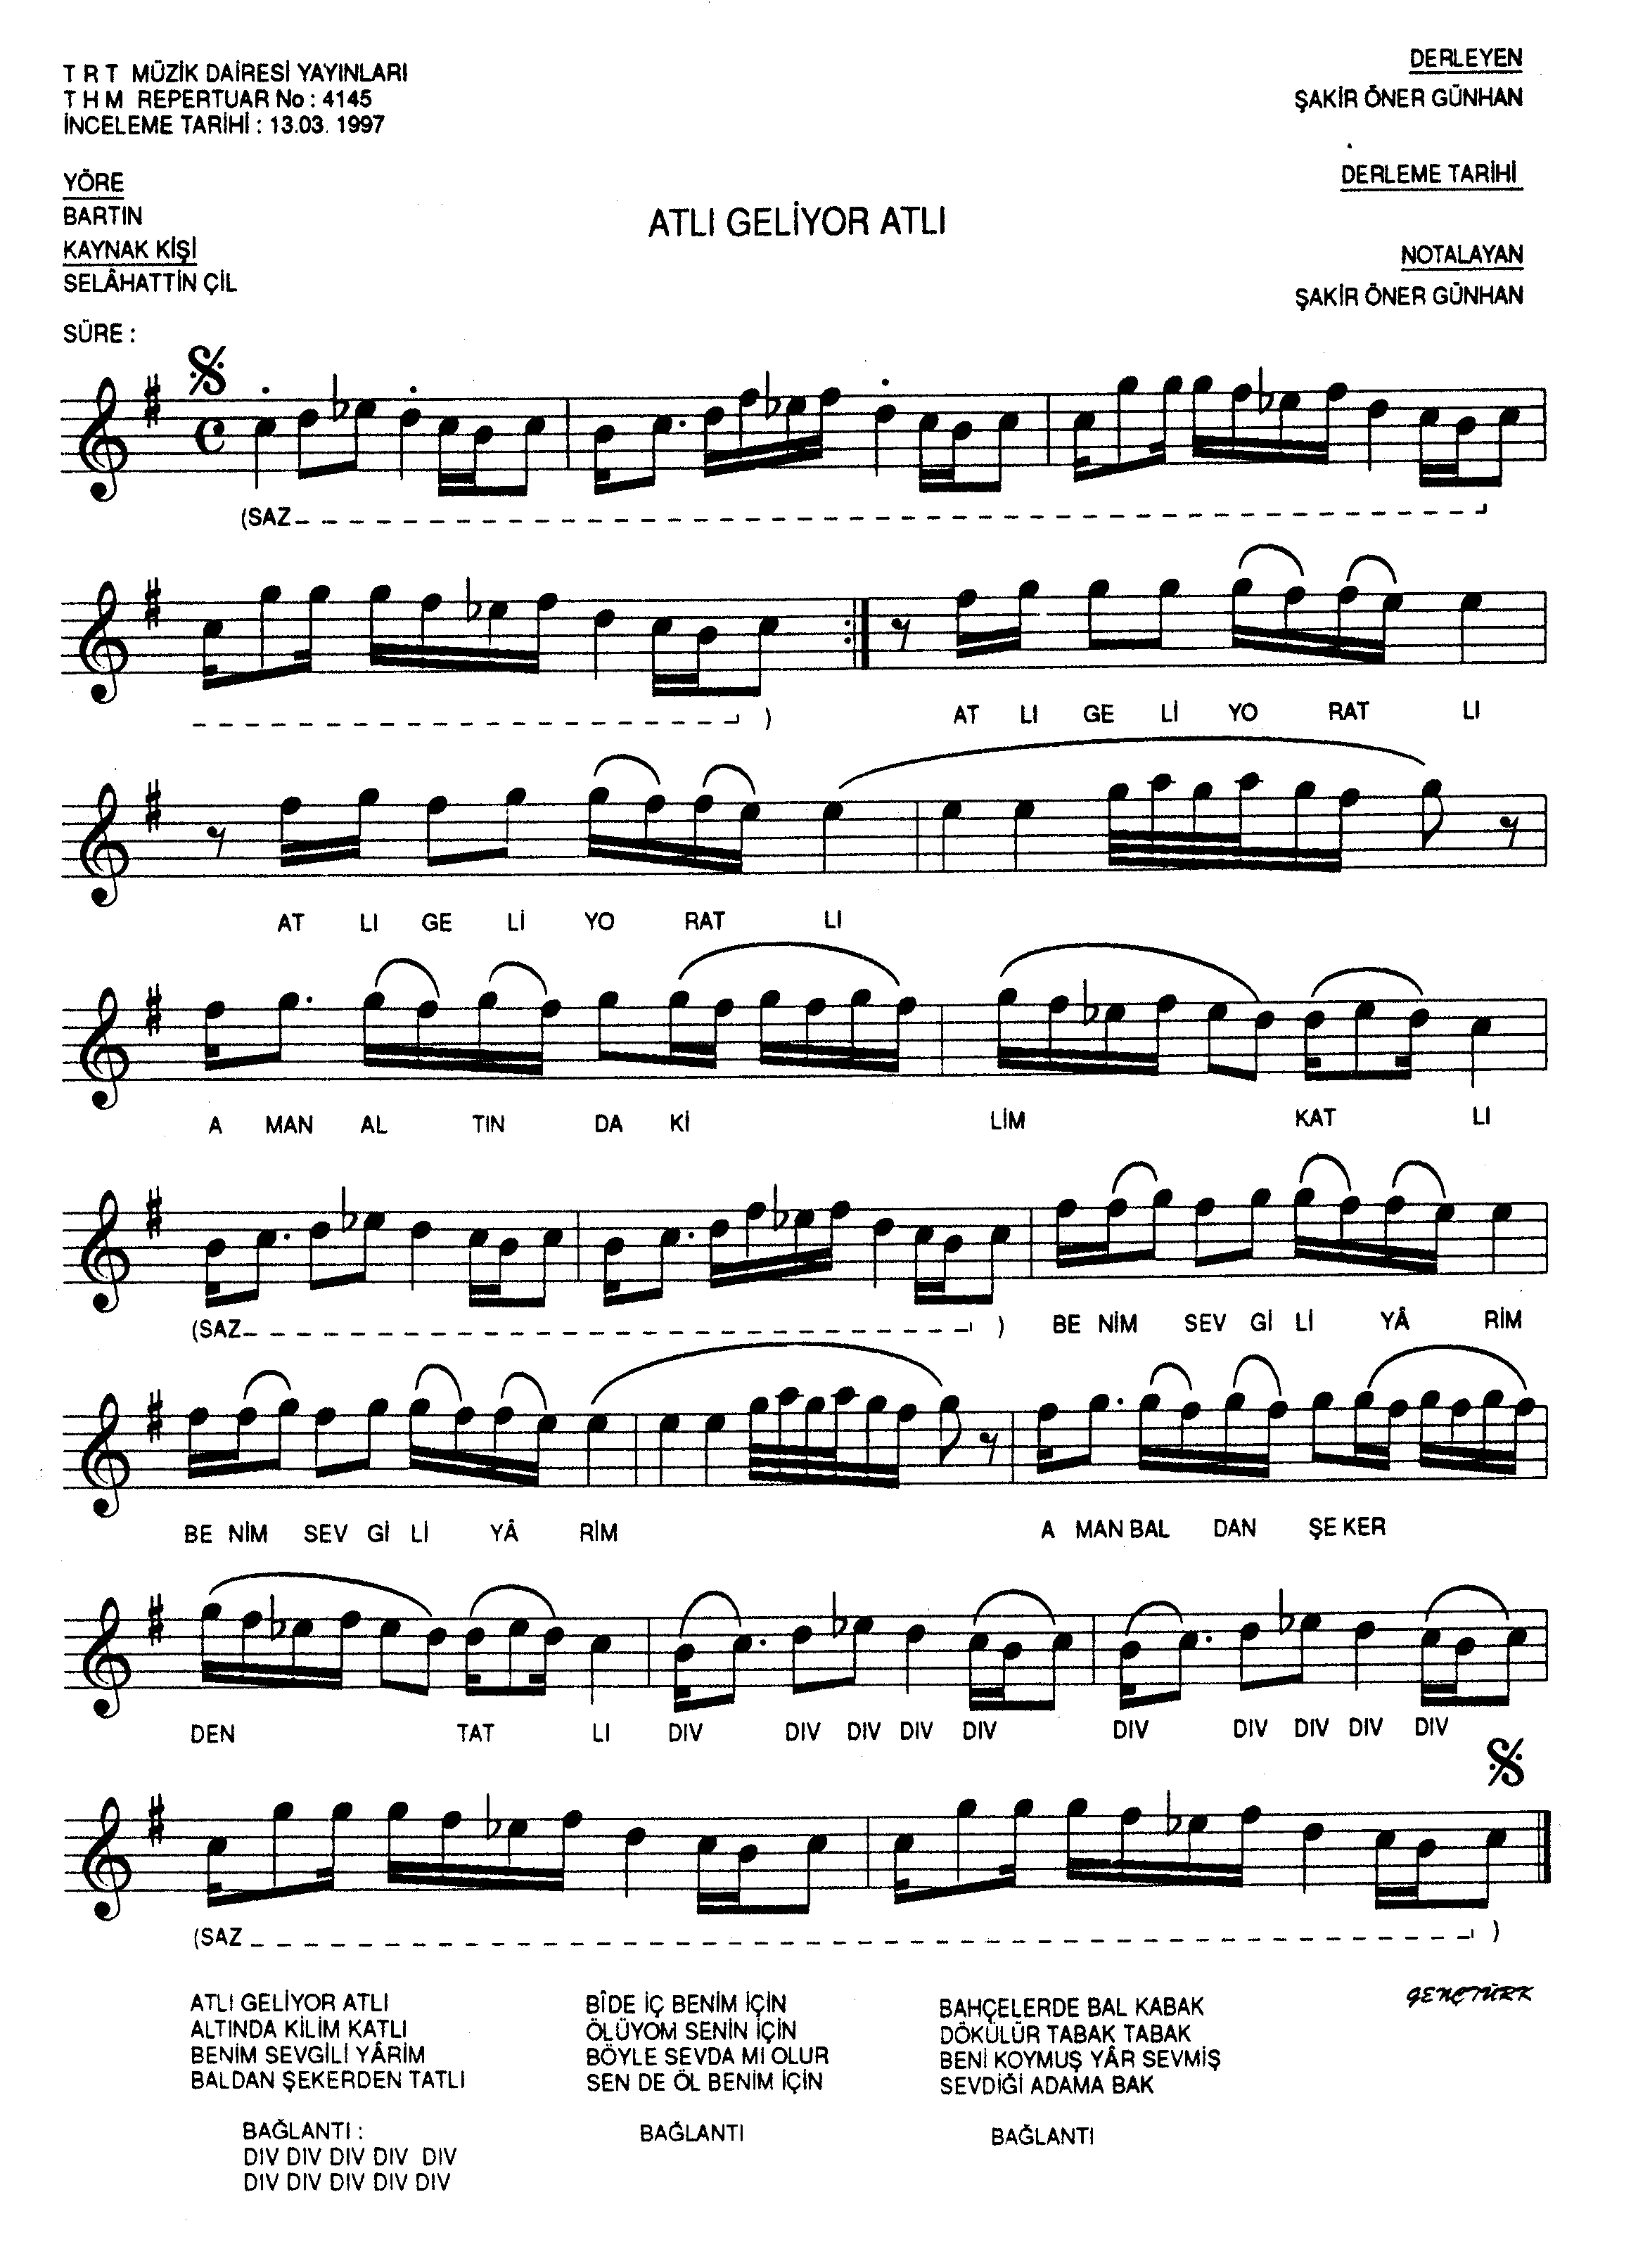 T R T MÜZİK DAİRESİ YAYINLARI
T H M REPERTUAR No : 4145
İNCELEME TARİHİ : 13.03. 1997
DERLEYEN
ŞAKİR ÖNER GÜNHAN
YÖRE
BARTIN
KAYNAK KİŞİ
SELÂHATTİN ÇİL
SÜRE :
ATLI GELİYOR ATLI
DERLEME TARİHİ
NOTALAYAN
ŞAKİR ÖNER GÜNHAN
(SAZ
)
AT LI GE Lİ YO RAT LI
AT LI GE Lİ YO RAT LI
A MAN AL TIN DA Kİ LİM KAT LI
(SAZ ) BE NİM SEV Gİ Lİ YÂ RİM
BE NİM SEV Gİ Lİ YÂ RİM A MAN BAL DAN ŞE KER
DEN TAT LI DIV DIV DIV DIV DIV DIV DIV DIV DIV DIV
(SAZ )
GENÇTÜRK
ATLI GELİYOR ATLI
ALTINDA KİLİM KATLI
BENİM SEVGİLİ YÂRİM
BALDAN ŞEKERDEN TATLI
BAĞLANTI :
DIV DIV DIV DIV DIV
DIV DIV DIV DIV DIV
BÎDE İÇ BENİM İÇİN
ÖLÜYOM SENİN İÇİN
BÖYLE SEVDA MI OLUR
SEN DE ÖL BENİM İÇİN
BAĞLANTI
BAHÇELERDE BAL KABAK
DÖKÜLÜR TABAK TABAK
BENİ KOYMUŞ YÂR SEVMİŞ
SEVDİĞİ ADAMA BAK
BAĞLANTI